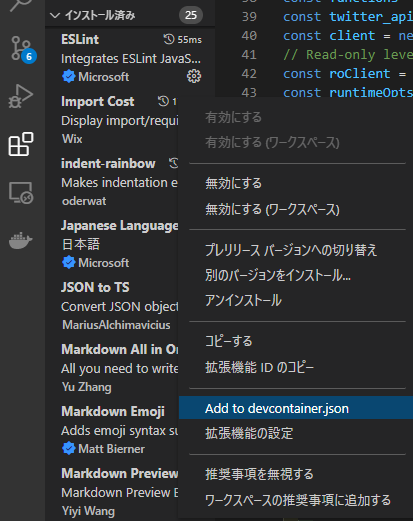 インストール済み 25
ESLint 55ms
Integrates ESLint JavaS...
Microsoft
Import Cost 1
Display import/requi
Wix
indent-rainbow
Makes indentation e
oderwat
Japanese Language
日本語
Microsoft
JSON to TS
Convert JSON object
MariusAlchimavicius
Markdown All in On
All you need to write
Yu Zhang
Markdown Emoji
Adds emoji syntax su
Matt Bierner
Markdown Preview
Markdown Preview E
Yiyi Wang
6
39 const twitter_api
40 const client = ne
41 // Read-only leve
42 const roClient =
43 const runtimeOpts
有効にする
有効にする (ワークスペース)
無効にする
無効にする (ワークスペース)
プレリリース バージョンへの切り替え
別のバージョンをインストール...
アンインストール
コピーする
拡張機能 ID のコピー
Add to devcontainer.json
拡張機能の設定
推奨事項を無視する
ワークスペースの推奨事項に追加する